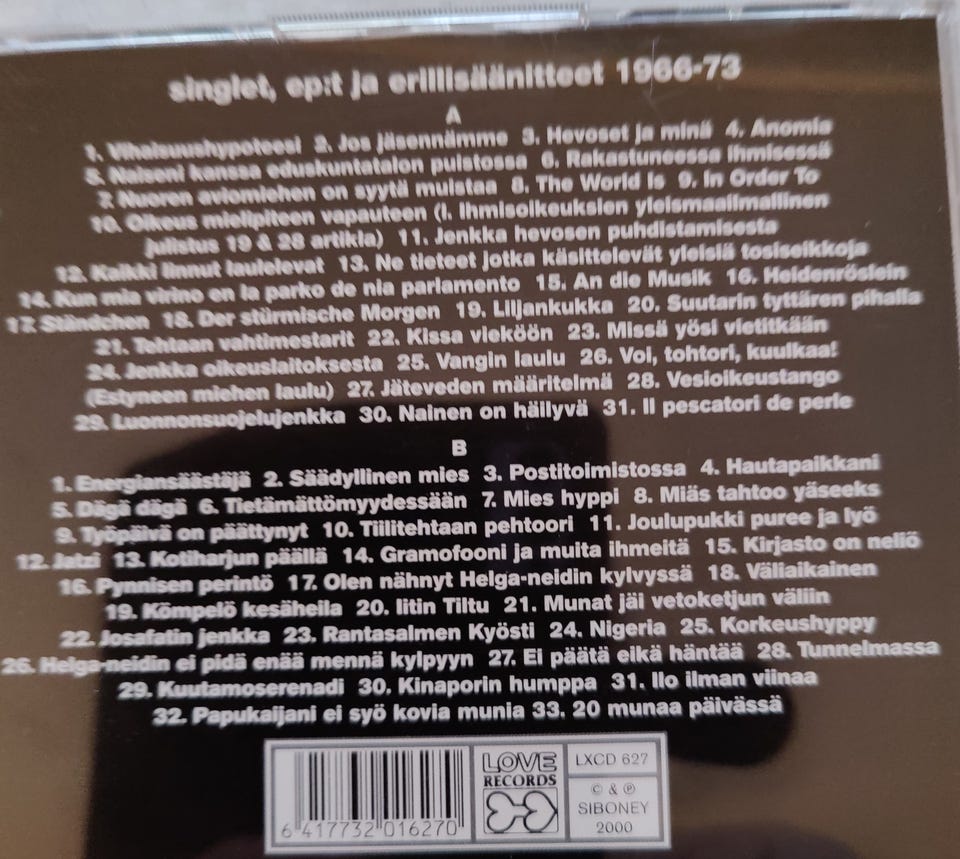 singlet, ep:t ja erillisäänitteet 1966-73
A
1. Vihaisuushypoteesi 2. Jos jäsennämme 3. Hevoset ja minä 4. Anomia
5. Naiseni kanssa eduskuntatalon puistossa 6. Rakastuneessa ihmisessä
7. Nuoren aviomiehen on syytä muistaa 8. The World Is 9. In Order To
10. Oikeus mielipiteen vapauteen (I. Ihmisoikeuksien yleismaailmallinen
julistus 19 & 28 artikla) 11. Jenkka hevosen puhdistamisesta
12. Kaikki linnut laulelevat 13. Ne tieteet jotka käsittelevät yleisiä tosiseikkoja
14. Kun mia virino en la parko de nia parlamento 15. An die Musik 16. Heidenröslein
17. Ständchen 18. Der stürmische Morgen 19. Liljankukka 20. Suutarin tyttären pihalla
21. Tehtaan vahtimestarit 22. Kissa vieköön 23. Missä yösi vietitkään
24. Jenkka oikeuslaitoksesta 25. Vangin laulu 26. Voi, tohtori, kuulkaa!
(Estyneen miehen laulu) 27. Jäteveden määritelmä 28. Vesioikeustango
29. Luonnonsuojelujenkka 30. Nainen on häilyvä 31. Il pescatori de perle
B
1. Energiansäästäjä 2. Säädyllinen mies 3. Postitoimistossa 4. Hautapaikkani
5. Dägä dägä 6. Tietämättömyydessään 7. Mies hyppi 8. Miäs tahtoo yäseeks
9. Työpäivä on päättynyt 10. Tiilitehtaan pehtoori 11. Joulupukki puree ja lyö
12. Jatzi 13. Kotiharjun päällä 14. Gramofooni ja muita ihmeitä 15. Kirjasto on neliö
16. Pynnisen perintö 17. Olen nähnyt Helga-neidin kylvyssä 18. Väliaikainen
19. Kömpelö kesäheila 20. Iitin Tiltu 21. Munat jäi vetoketjun väliin
22. Josafatin jenkka 23. Rantasalmen Kyösti 24. Nigeria 25. Korkeushyppy
26. Helga-neidin ei pidä enää mennä kylpyyn 27. Ei päätä eikä häntää 28. Tunnelmassa
29. Kuutamoserenadi 30. Kinaporin humppa 31. Ilo ilman viinaa
32. Papukaijani ei syö kovia munia 33. 20 munaa päivässä
6 417732 016270
LOVE
RECORDS
LXCD 627
© & ℗
SIBONEY
2000